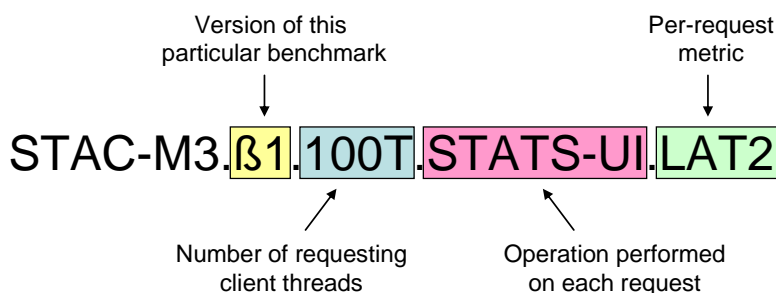 Version of this
particular benchmark
Per-request
metric
STAC-M3.ß1.100T.STATS-UI.LAT2
Number of requesting
client threads
Operation performed
on each request